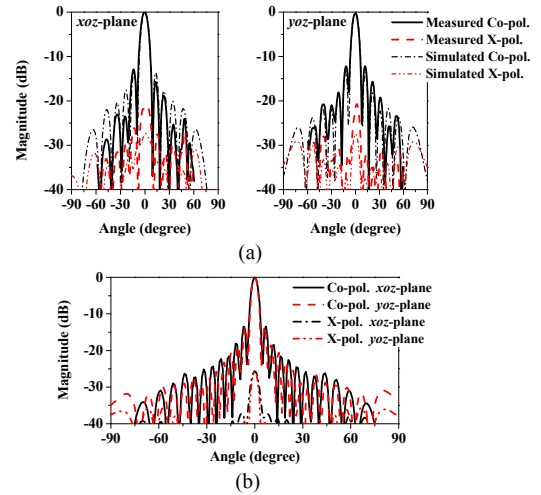 (a)
xoz-plane
yoz-plane
Measured Co-pol.
Measured X-pol.
Simulated Co-pol.
Simulated X-pol.
Magnitude (dB)
0
-10
-20
-30
-40
-90 -60 -30 0 30 60 90
-90 -60 -30 0 30 60 90
Angle (degree)
Angle (degree)
(a)
Co-pol. xoz-plane
Co-pol. yoz-plane
X-pol. xoz-plane
X-pol. yoz-plane
Magnitude (dB)
0
-10
-20
-30
-40
-90 -60 -30 0 30 60 90
Angle (degree)
(b)